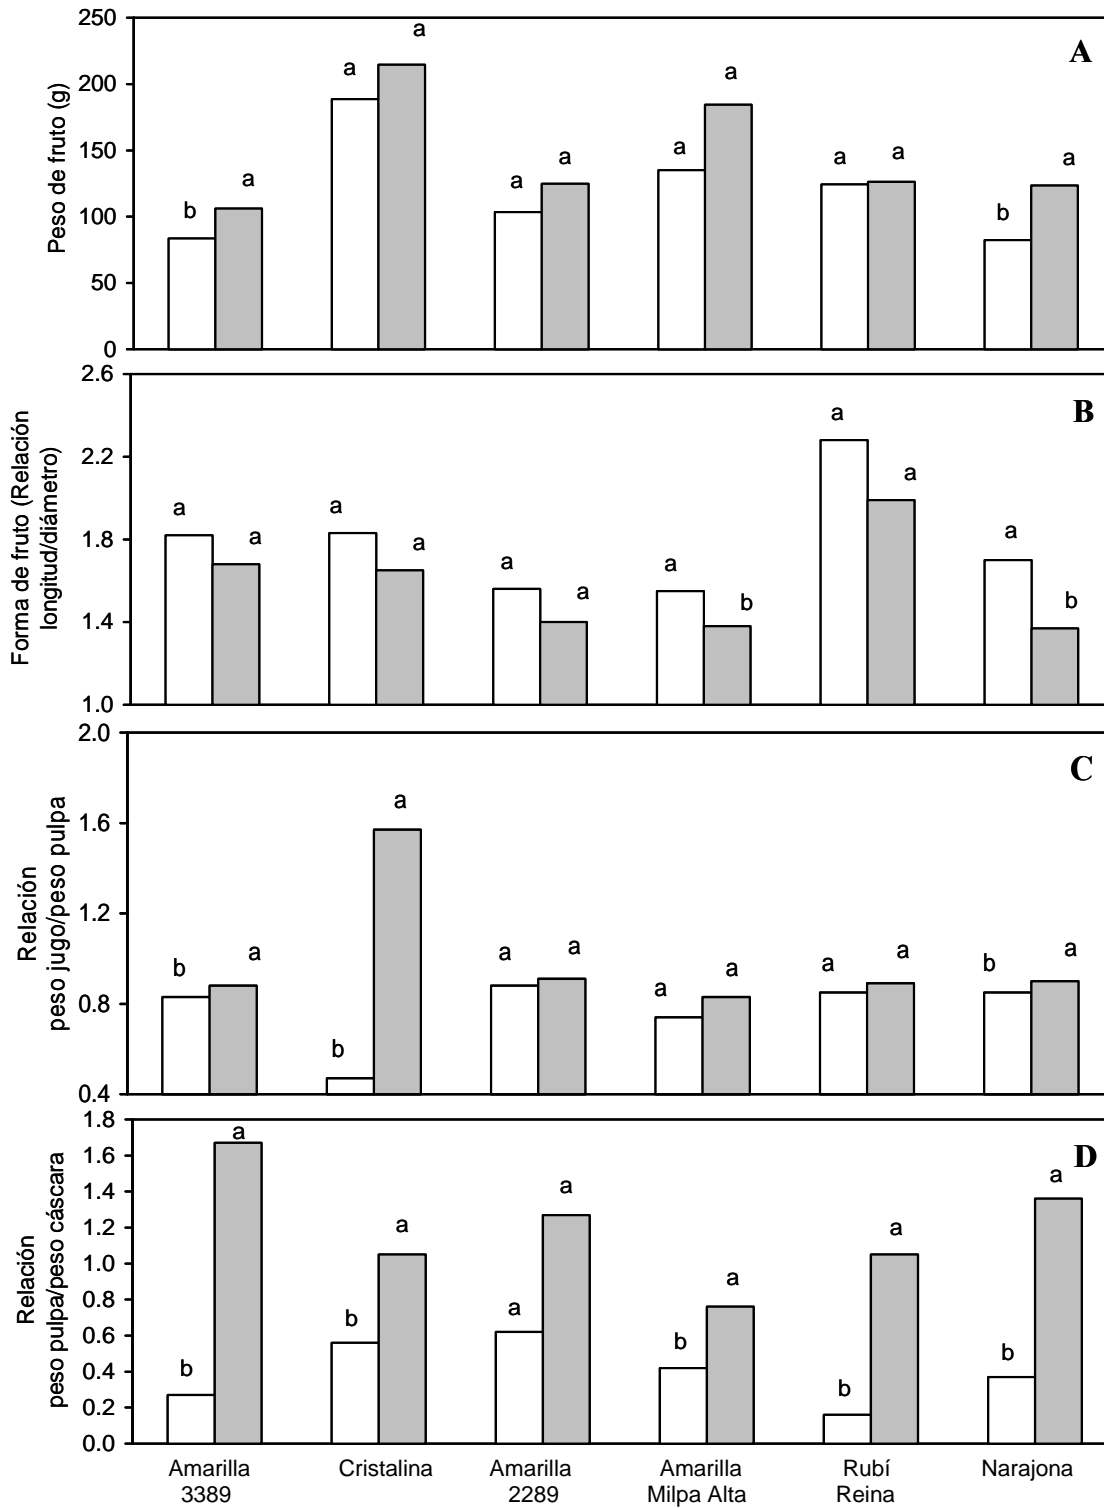 A
Peso de fruto (g)
250
200
150
100
50
0
b a a a a a a a a a b a
B
Forma de fruto (Relación
longitud/diámetro)
2.6
2.2
1.8
1.4
1.0
a a a a a a a b a a a b
C
Relación
peso jugo/peso pulpa
2.0
1.6
1.2
0.8
0.4
b a b a a a a a a a b a
D
Relación
peso pulpa/peso cáscara
1.8
1.6
1.4
1.2
1.0
0.8
0.6
0.4
0.2
0.0
b a b a a a b a b a b a
Amarilla
3389
Cristalina
Amarilla
2289
Amarilla
Milpa Alta
Rubí
Reina
Narajona